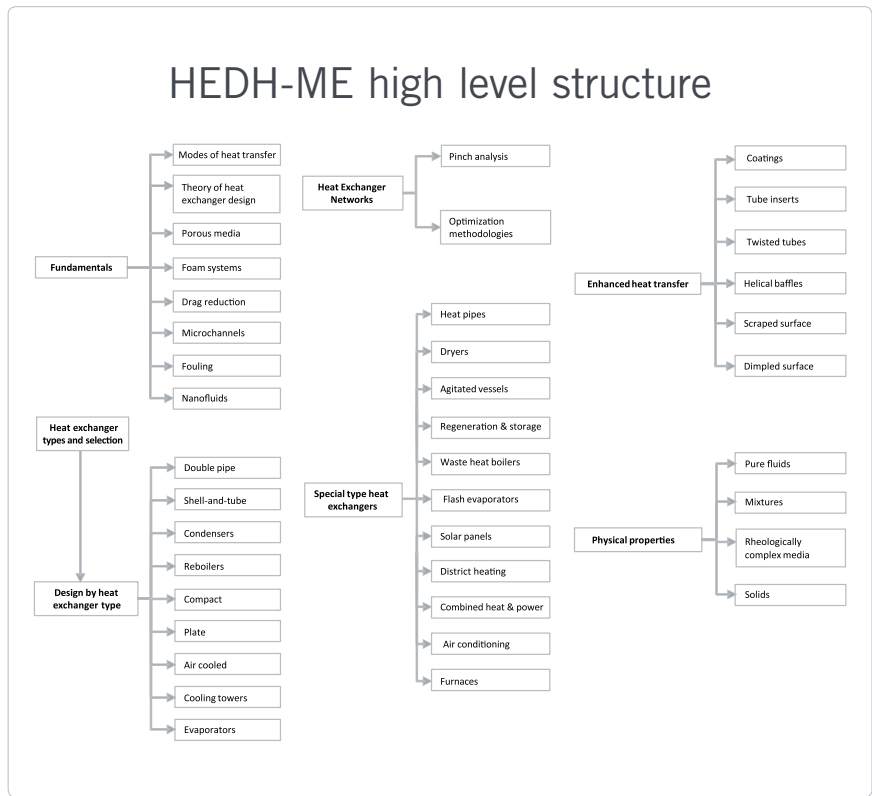 HEDH-ME high level structure
Modes of heat transfer
Theory of heat
exchanger design
Porous media
Fundamentals
Foam systems
Drag reduction
Microchannels
Fouling
Nanofluids
Heat exchanger
types and selection
Design by heat
exchanger type
Double pipe
Shell-and-tube
Condensers
Reboilers
Compact
Plate
Air cooled
Cooling towers
Evaporators
Heat Exchanger
Networks
Pinch analysis
Optimization
methodologies
Special type heat
exchangers
Heat pipes
Dryers
Agitated vessels
Regeneration & storage
Waste heat boilers
Flash evaporators
Solar panels
District heating
Combined heat & power
Air conditioning
Furnaces
Enhanced heat transfer
Coatings
Tube inserts
Twisted tubes
Helical baffles
Scraped surface
Dimpled surface
Physical properties
Pure fluids
Mixtures
Rheologically
complex media
Solids